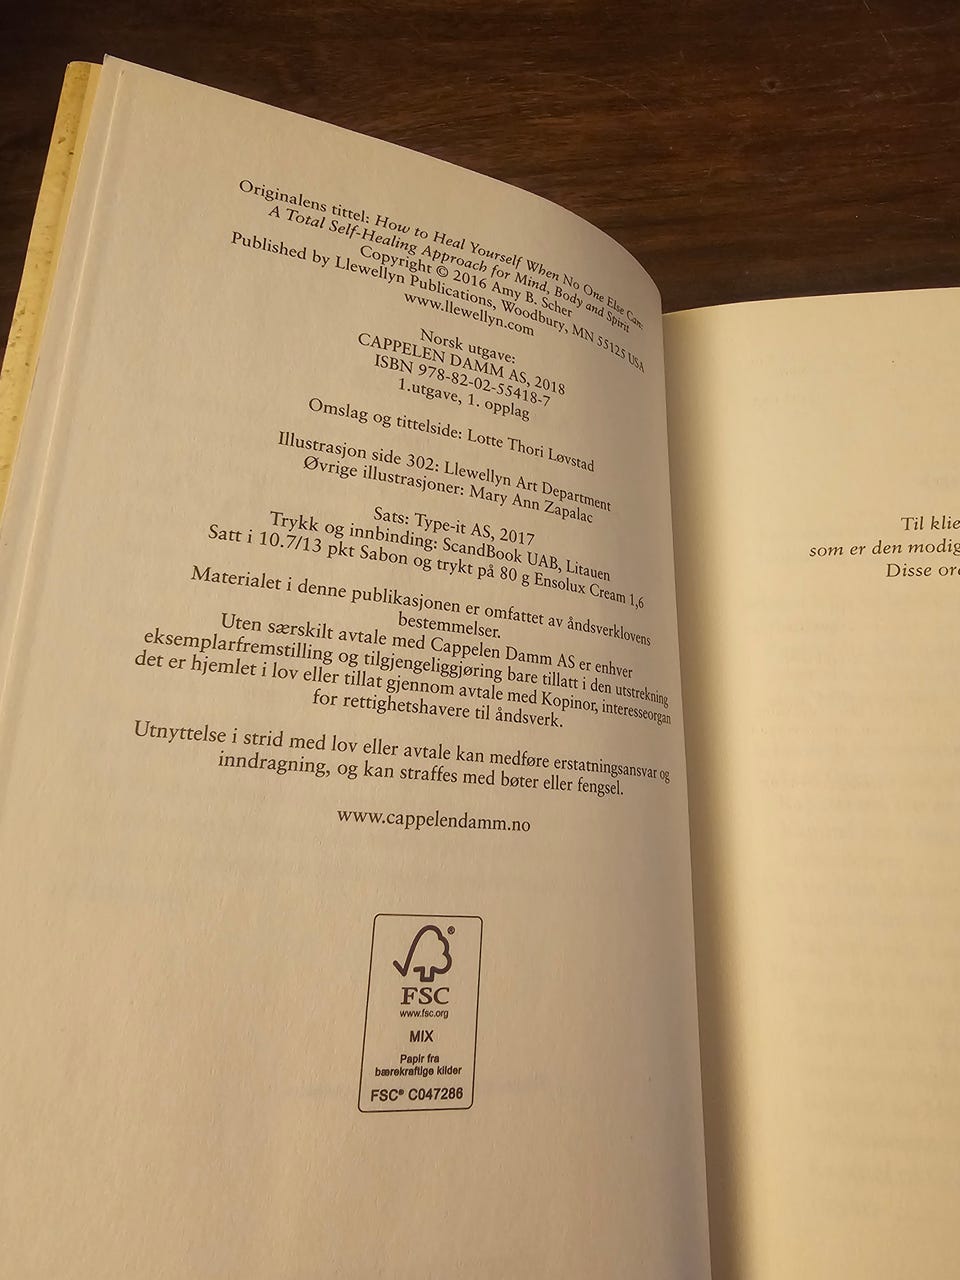 Originalens tittel: How to Heal Yourself When No One Else Can:
A Total Self-Healing Approach for Mind, Body and Spirit
Copyright © 2016 Amy B. Scher
Published by Llewellyn Publications, Woodbury, MN 55125 USA
www.llewellyn.com
Norsk utgave:
CAPPELEN DAMM AS, 2018
ISBN 978-82-02-55418-7
1.utgave, 1. opplag
Omslag og tittelside: Lotte Thori Løvstad
Illustrasjon side 302: Llewellyn Art Department
Øvrige illustrasjoner: Mary Ann Zapalac
Sats: Type-it AS, 2017
Trykk og innbinding: ScandBook UAB, Litauen
Satt i 10.7/13 pkt Sabon og trykt på 80 g Ensolux Cream 1,6
Materialet i denne publikasjonen er omfattet av åndsverklovens
bestemmelser.
Uten særskilt avtale med Cappelen Damm AS er enhver
eksemplarfremstilling og tilgjengeliggjøring bare tillatt i den utstrekning
det er hjemlet i lov eller tillat gjennom avtale med Kopinor, interesseorgan
for rettighetshavere til åndsverk.
Utnyttelse i strid med lov eller avtale kan medføre erstatningsansvar og
inndragning, og kan straffes med bøter eller fengsel.
www.cappelendamm.no
FSC
www.fsc.org
MIX
Papir fra
bærekraftige kilder
FSC® C047286
Til klie
som er den modig
Disse ord